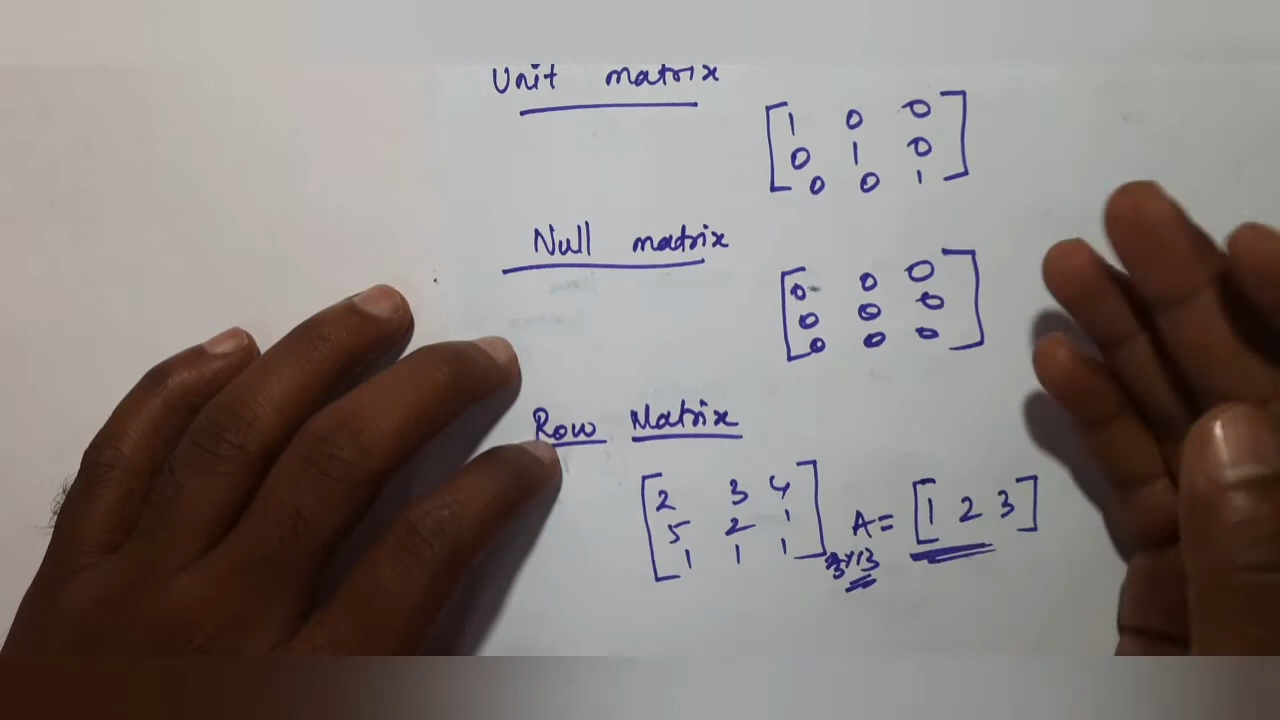 Unit matrix
1 0 0
0 1 0
0 0 1
Null matrix
0 0 0
0 0 0
0 0 0
Row Matrix
2 3 4
5 2 1
1 1 1
A = [1 2 3]